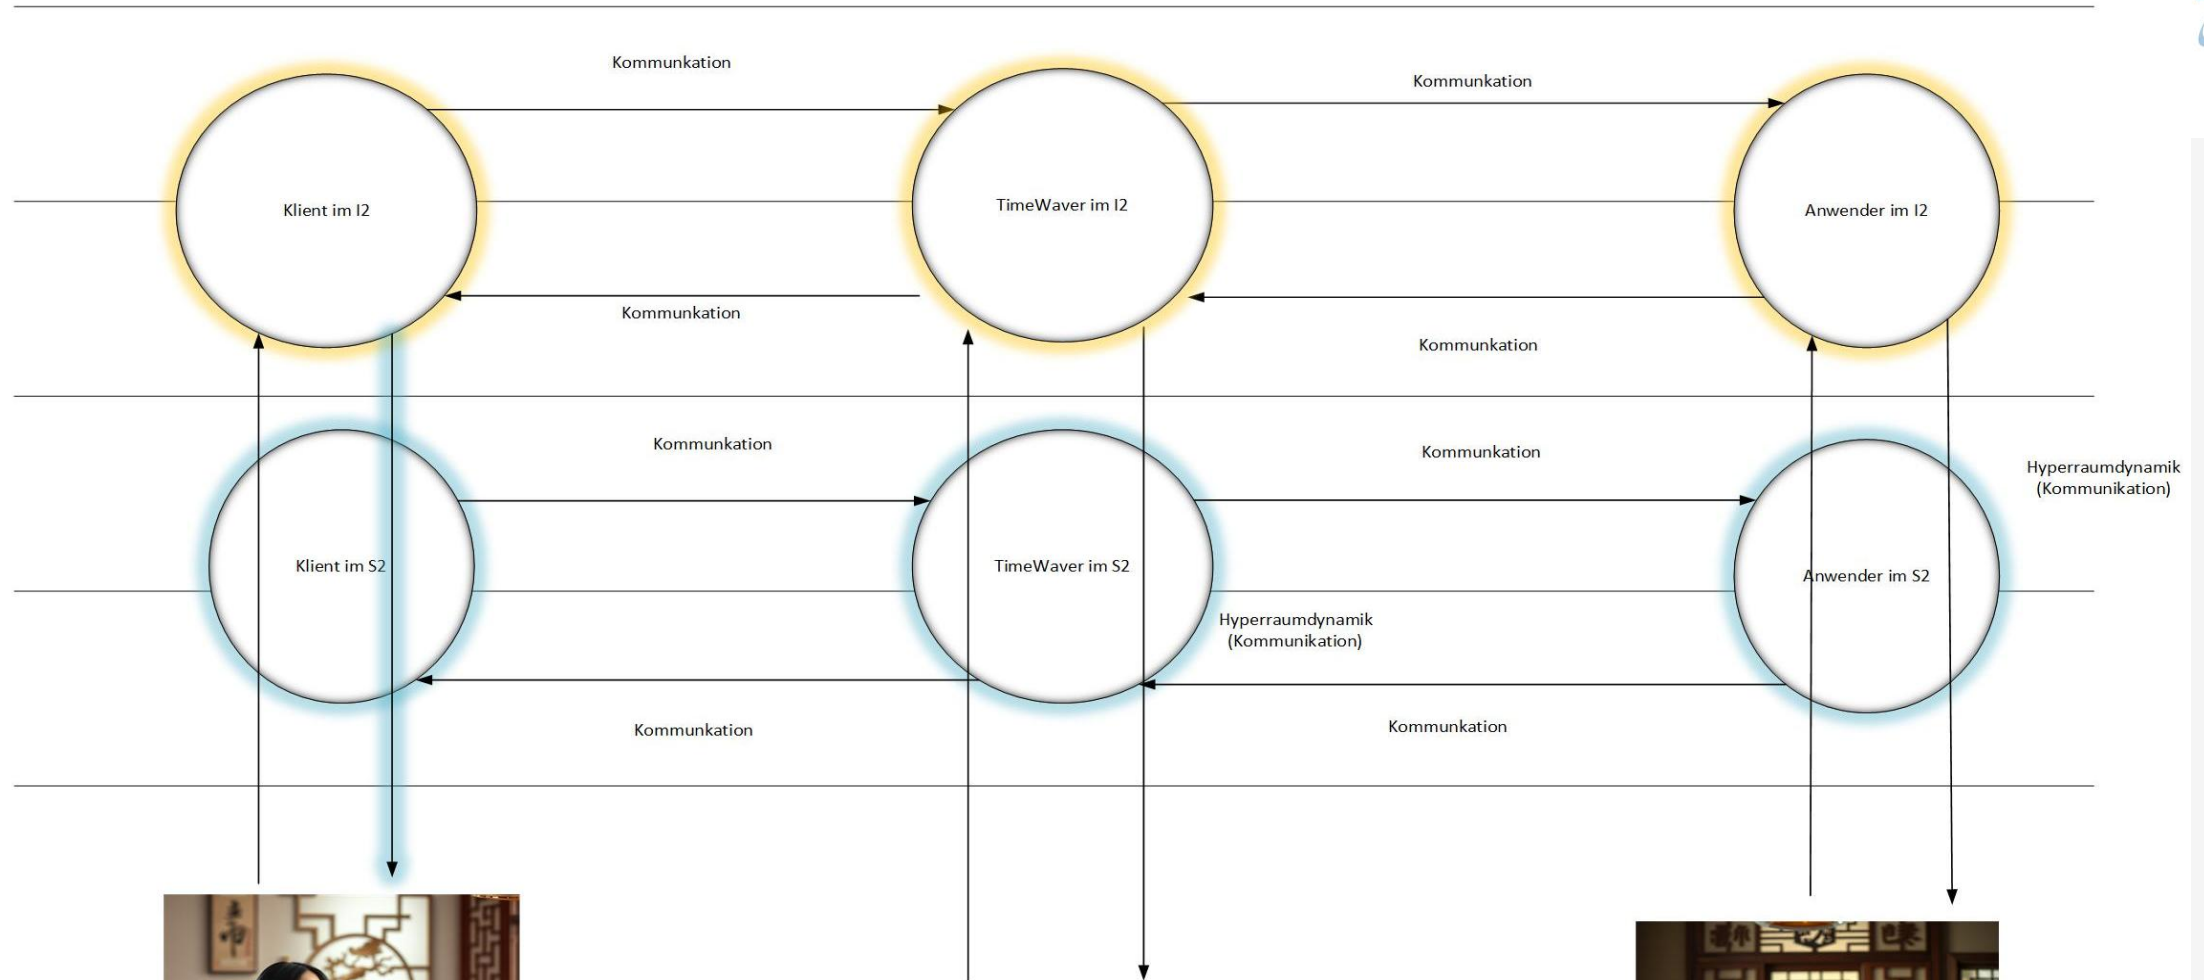 Kommunkation
Kommunkation
Klient im I2
TimeWaver im I2
Anwender im I2
Kommunkation
Kommunkation
Kommunkation
Kommunkation
Hyperraumdynamik
(Kommunikation)
Klient im S2
TimeWaver im S2
Anwender im S2
Hyperraumdynamik
(Kommunikation)
Kommunkation
Kommunkation